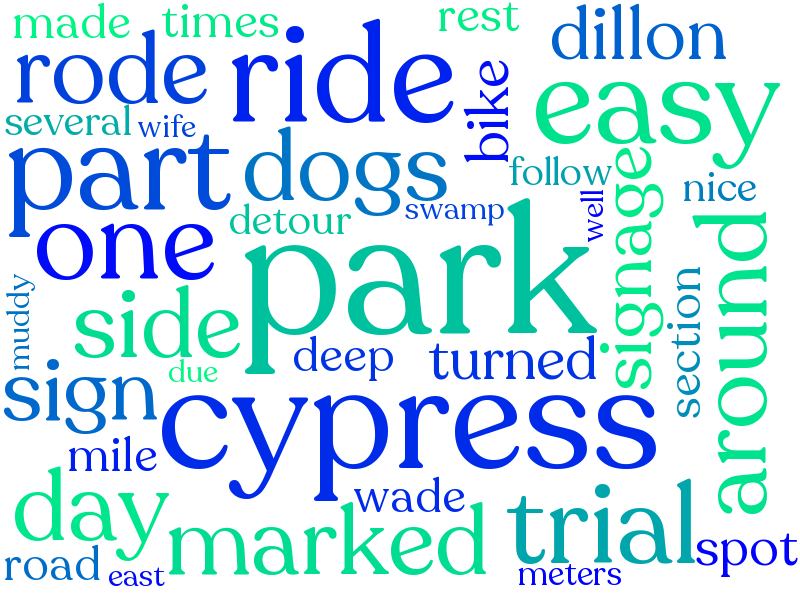 made
times
rest
dillon
rode
ride
easy
several
wife
bike
part
dogs
follow
nice
swamp
detour
well
signage
one
park
around
muddy
side
section
deep
turned
due
sign
cypress
mile
day
wade
marked
trial
spot
road
east
meters